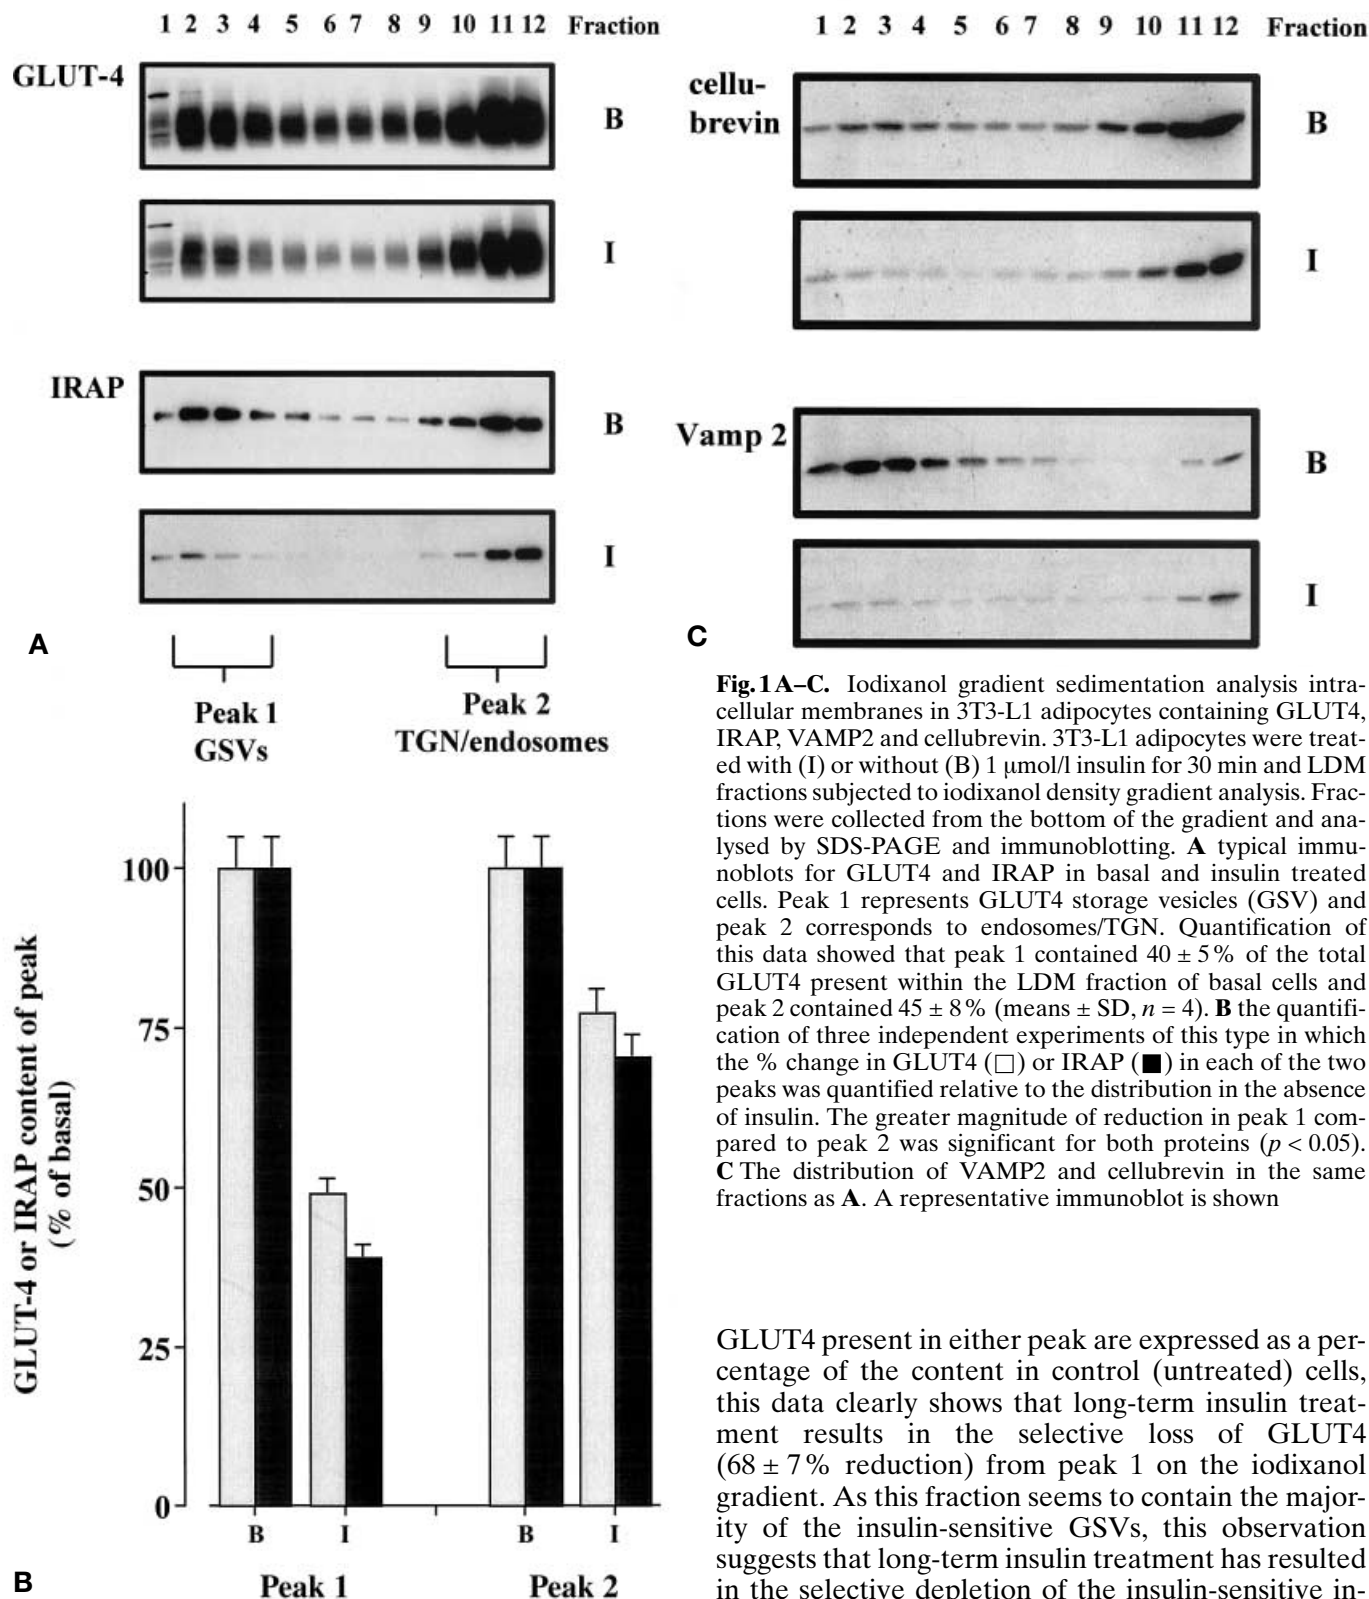 1 2 3 4 5 6 7 8 9 10 11 12 Fraction
GLUT-4
B
I
IRAP
B
I
A
Peak 1
GSVs
Peak 2
TGN/endosomes
GLUT-4 or IRAP content of peak
(% of basal)
100
75
50
25
0
B
I
B
I
Peak 1
Peak 2
B
1 2 3 4 5 6 7 8 9 10 11 12 Fraction
cellu-
brevin
B
I
Vamp 2
B
I
C
Fig. 1 A–C. Iodixanol gradient sedimentation analysis intra-
cellular membranes in 3T3-L1 adipocytes containing GLUT4,
IRAP, VAMP2 and cellubrevin. 3T3-L1 adipocytes were treat-
ed with (I) or without (B) 1 μmol/l insulin for 30 min and LDM
fractions subjected to iodixanol density gradient analysis. Frac-
tions were collected from the bottom of the gradient and ana-
lysed by SDS-PAGE and immunoblotting. A typical immu-
noblots for GLUT4 and IRAP in basal and insulin treated
cells. Peak 1 represents GLUT4 storage vesicles (GSV) and
peak 2 corresponds to endosomes/TGN. Quantification of
this data showed that peak 1 contained 40 ± 5 % of the total
GLUT4 present within the LDM fraction of basal cells and
peak 2 contained 45 ± 8 % (means ± SD, n = 4). B the quantifi-
cation of three independent experiments of this type in which
the % change in GLUT4 (□) or IRAP (■) in each of the two
peaks was quantified relative to the distribution in the absence
of insulin. The greater magnitude of reduction in peak 1 com-
pared to peak 2 was significant for both proteins (p < 0.05).
C The distribution of VAMP2 and cellubrevin in the same
fractions as A. A representative immunoblot is shown
GLUT4 present in either peak are expressed as a per-
centage of the content in control (untreated) cells,
this data clearly shows that long-term insulin treat-
ment results in the selective loss of GLUT4
(68 ± 7 % reduction) from peak 1 on the iodixanol
gradient. As this fraction seems to contain the major-
ity of the insulin-sensitive GSVs, this observation
suggests that long-term insulin treatment has resulted
in the selective depletion of the insulin-sensitive in-